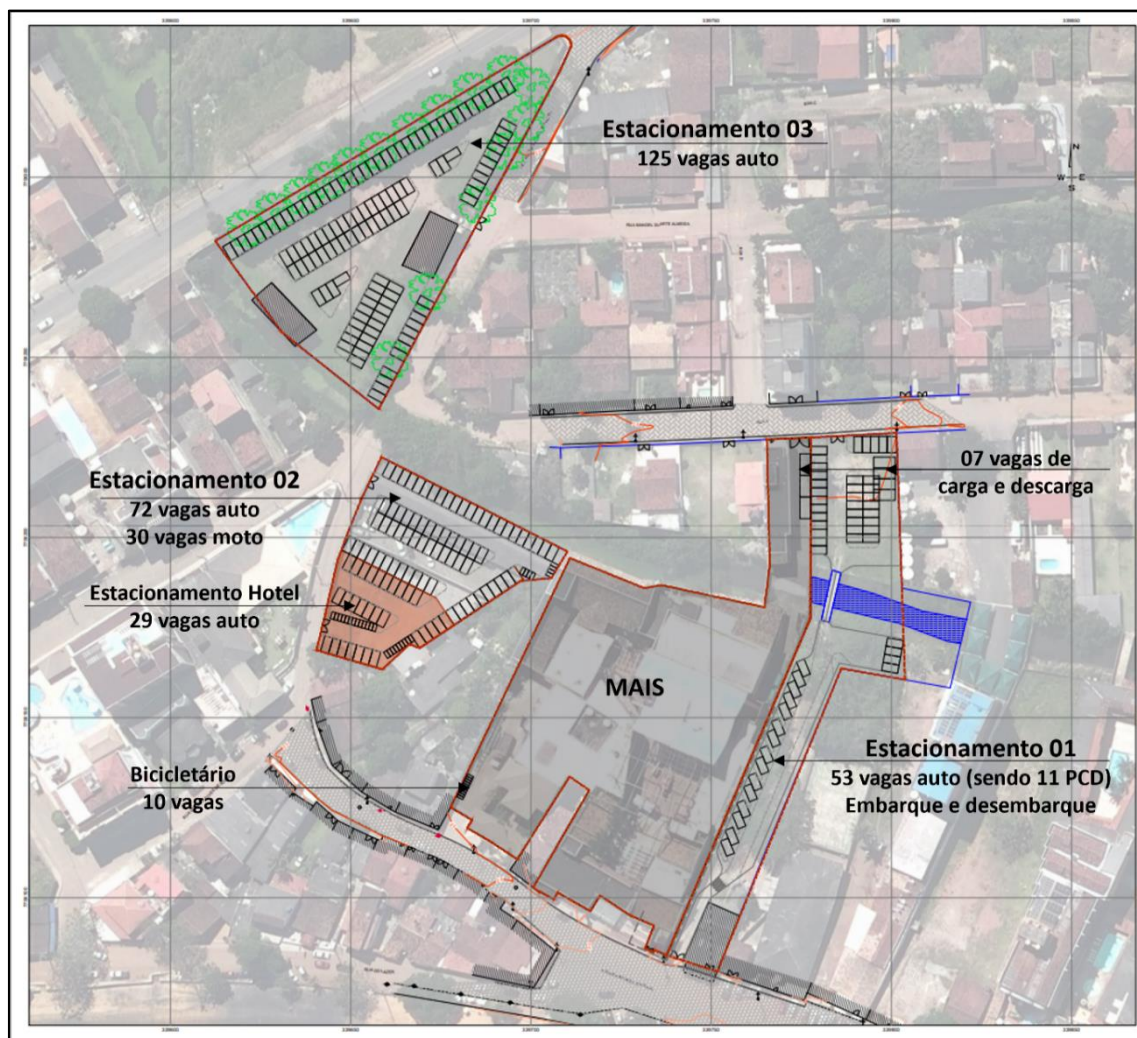 Estacionamento 03
125 vagas auto
N
W E
S
Estacionamento 02
72 vagas auto
30 vagas moto
07 vagas de
carga e descarga
Estacionamento Hotel
29 vagas auto
MAIS
Estacionamento 01
53 vagas auto (sendo 11 PCD)
Embarque e desembarque
Bicicletário
10 vagas